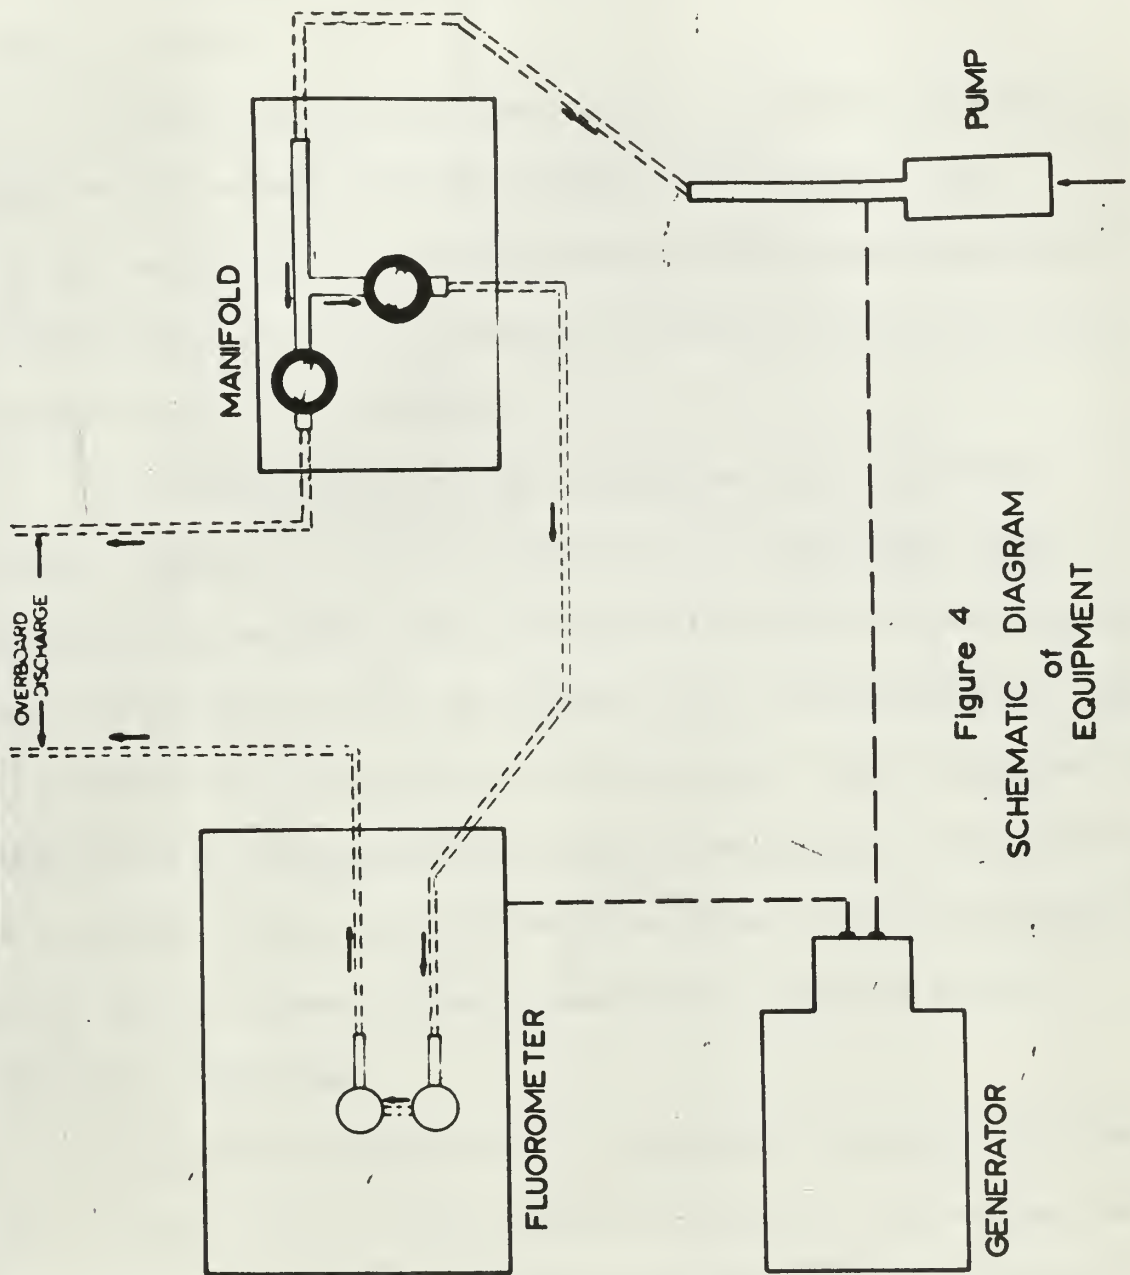 OVERBOARD
DISCHARGE
MANIFOLD
PUMP
FLUOROMETER
GENERATOR
Figure 4
SCHEMATIC DIAGRAM
of
EQUIPMENT